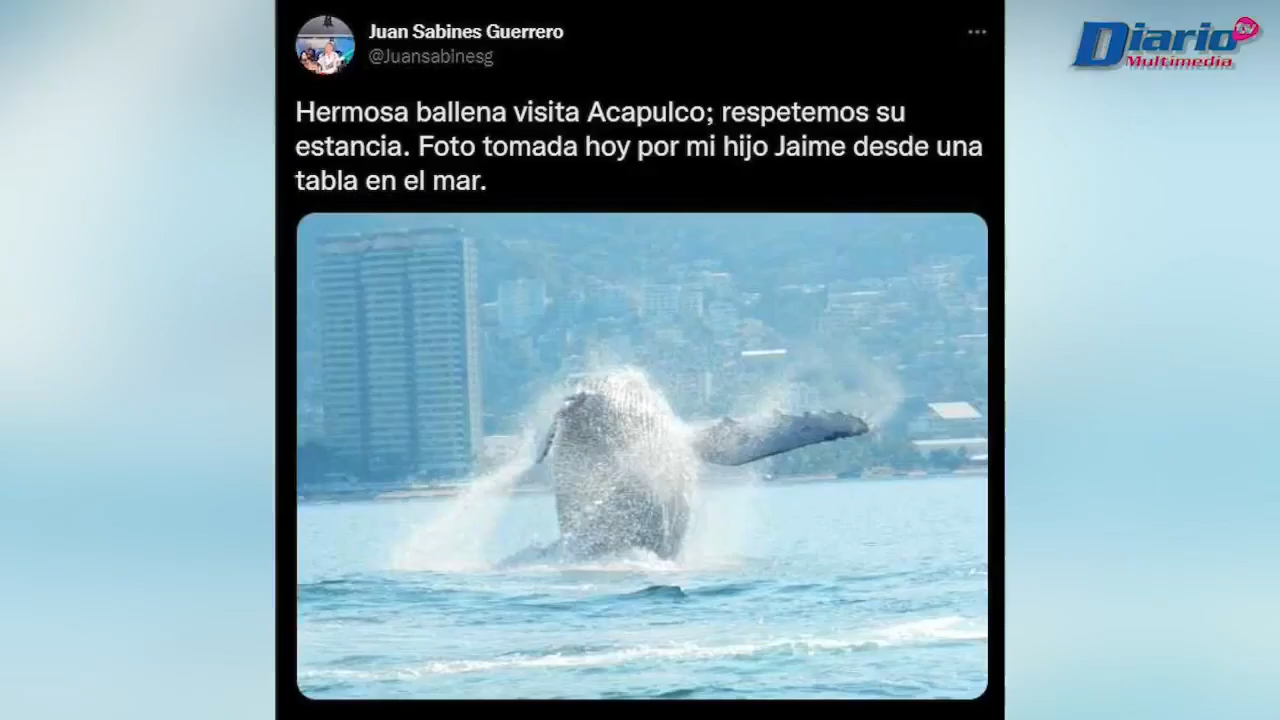 Juan Sabines Guerrero
@Juansabinesg
Hermosa ballena visita Acapulco; respetemos su
estancia. Foto tomada hoy por mi hijo Jaime desde una
tabla en el mar.
Diario tv
Multimedia